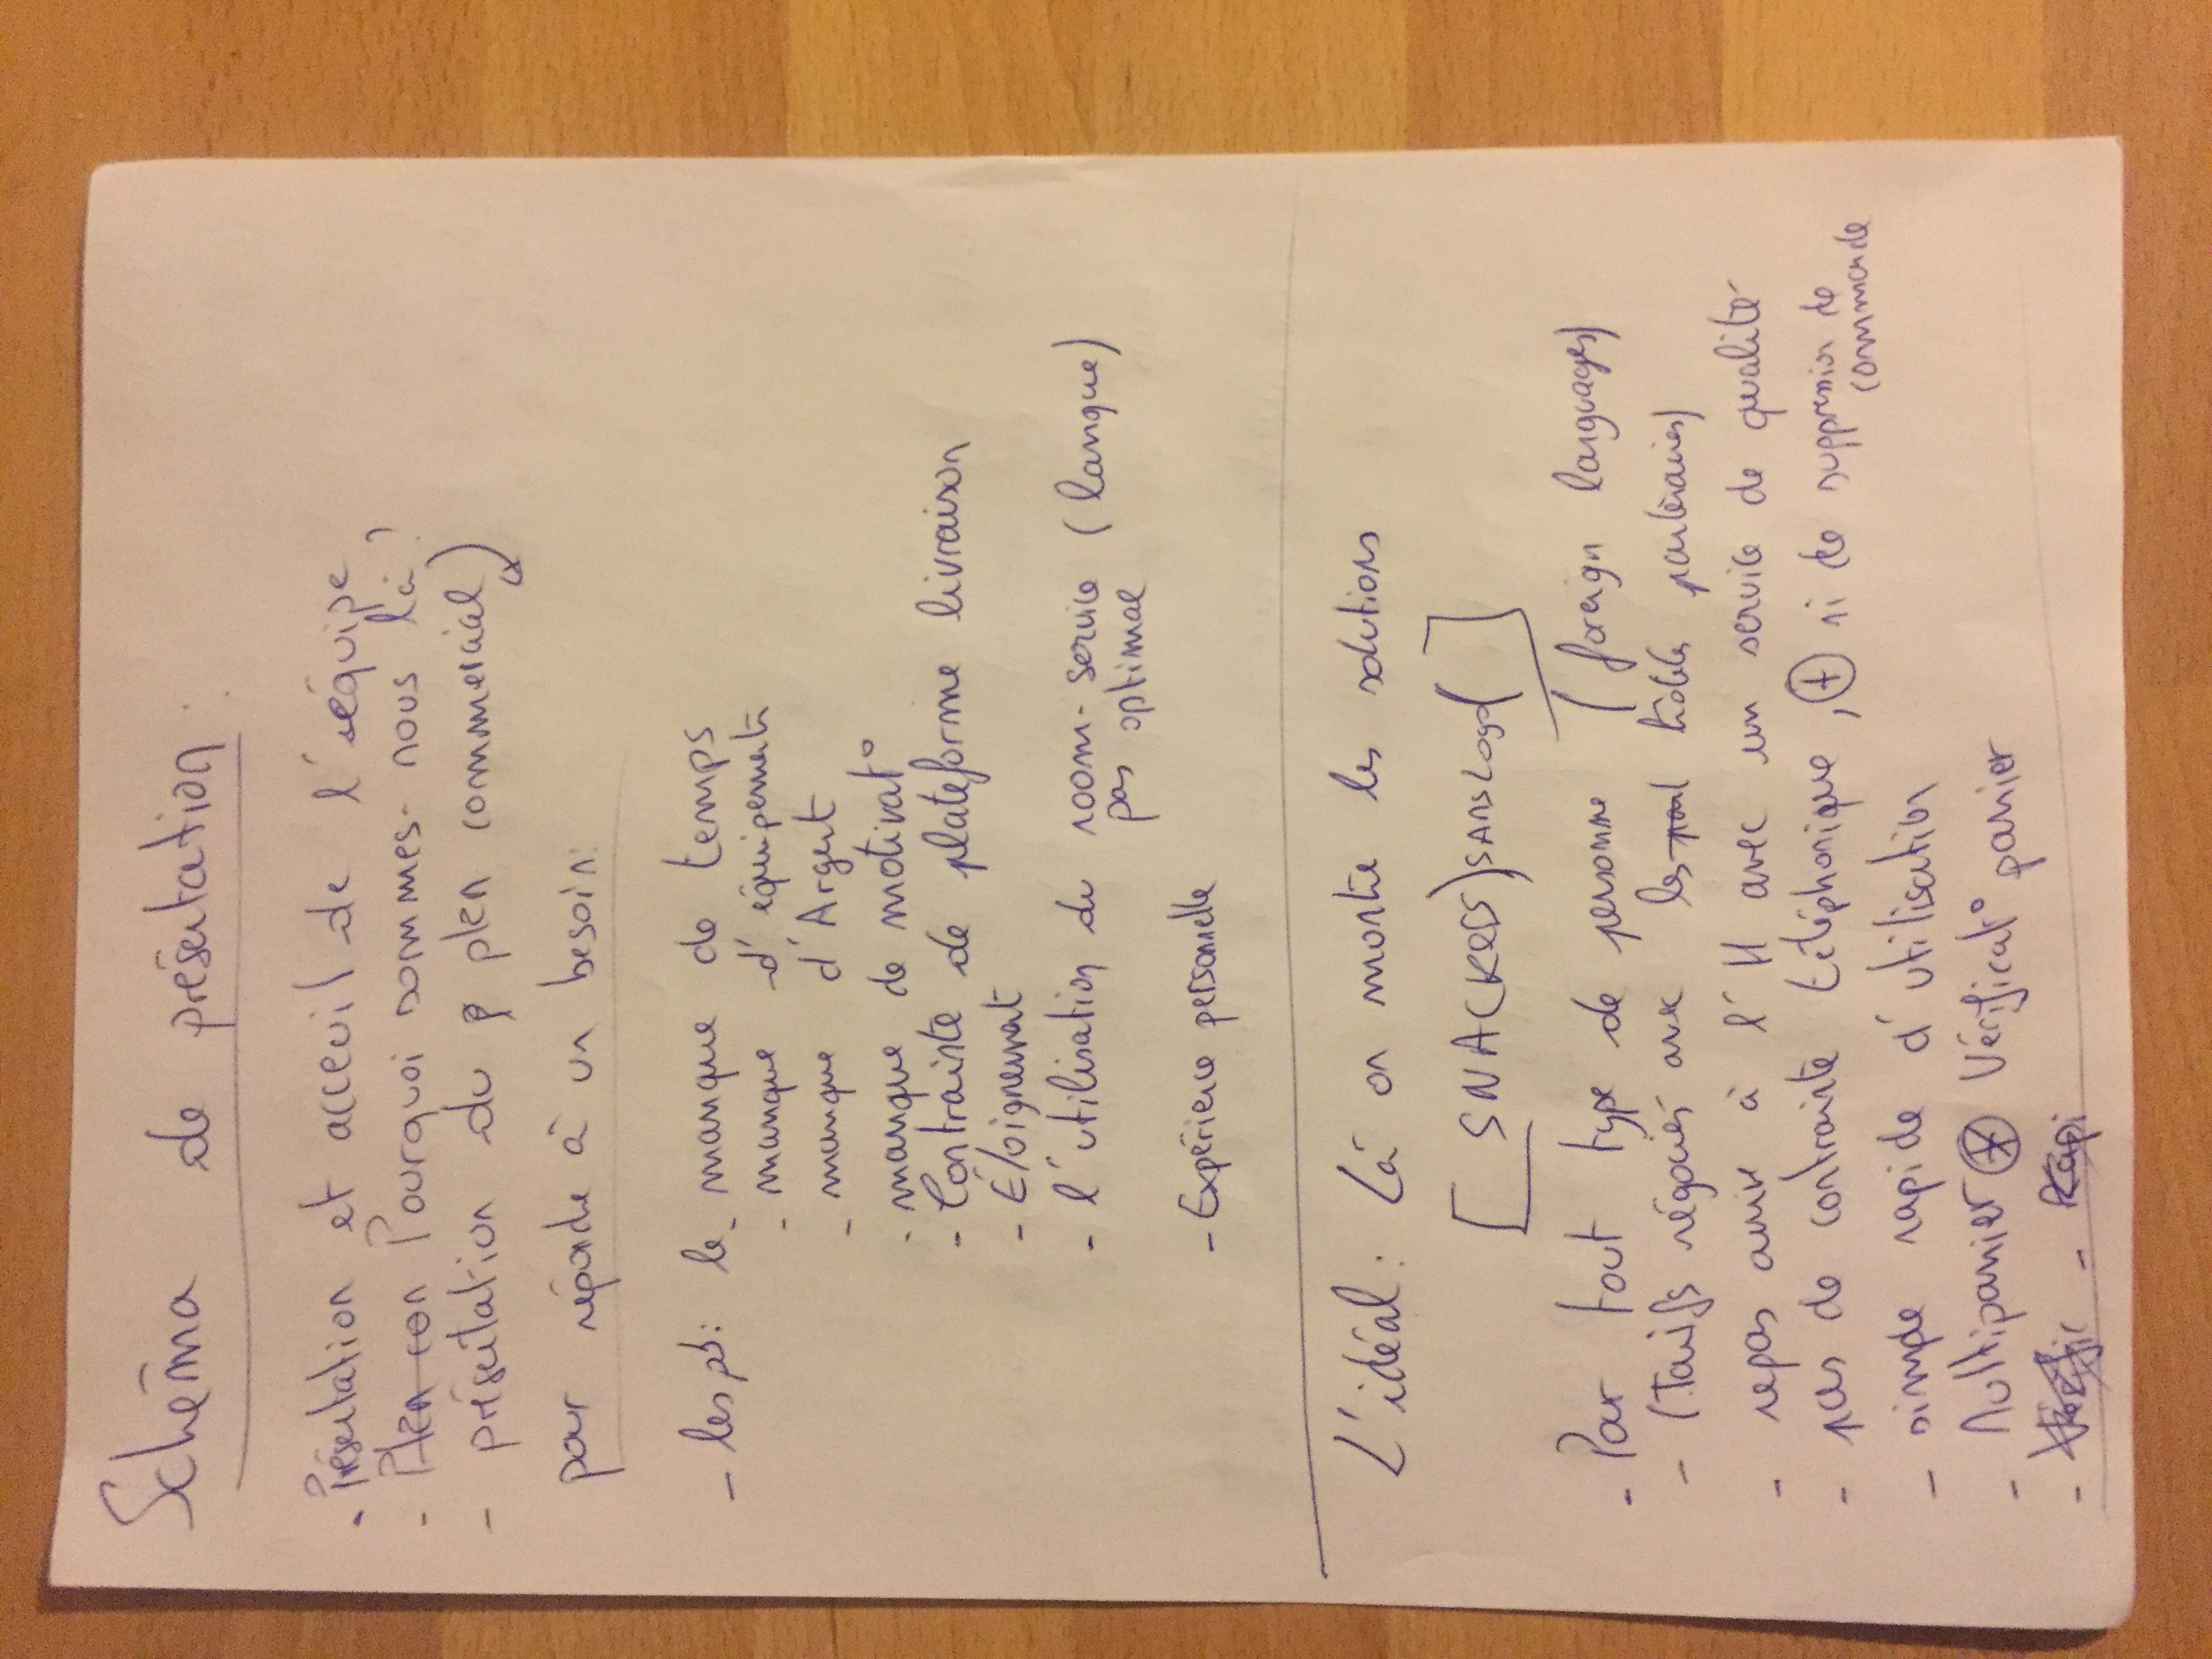 Schéma de présentation :
- Présentation et acceuil de l'équipe
- Plan con Pourquoi sommes-nous là ?
- présentation du p plan commercial
pour répondre à un besoin:
- les pb: le manque de temps
- manque d'équipements
- manque d'Argent
- manque de motivat°
- Contrainte de plateforme livraison
- Éloignement
- l'utilisation du room-service (langue)
pas optimal
- Expérience personnelle
L'idéal: Là on montre les solutions
[SNACKERS) SANS Logo( ]
- Pour tout type de personne (foreign languages)
- (Tarifs négociés avec les hôtels partenaires)
- repas arrive à l'H avec un service de qualité
- pas de contrainte téléphonique, + si de suppression de
commande
- simple rapide d'utilisation
- Multipanier + Vérificat° panier
- Vérific - Rapi